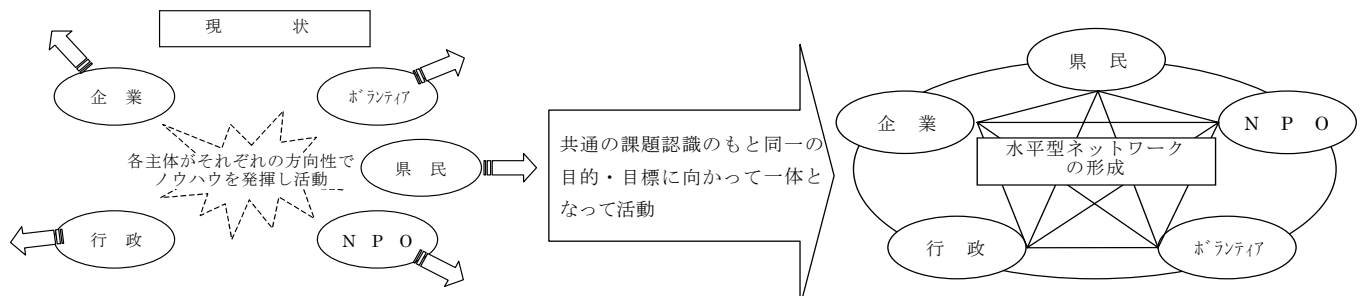 現　　　状
企　業
ﾎﾞﾗﾝﾃｨｱ
各主体がそれぞれの方向性で
ノウハウを発揮し活動
県　民
行　政
Ｎ　Ｐ　Ｏ
共通の課題認識のもと同一の
目的・目標に向かって一体と
なって活動
県　民
企　業
Ｎ　Ｐ　Ｏ
水平型ネットワーク
の形成
行　政
ﾎﾞﾗﾝﾃｨｱ